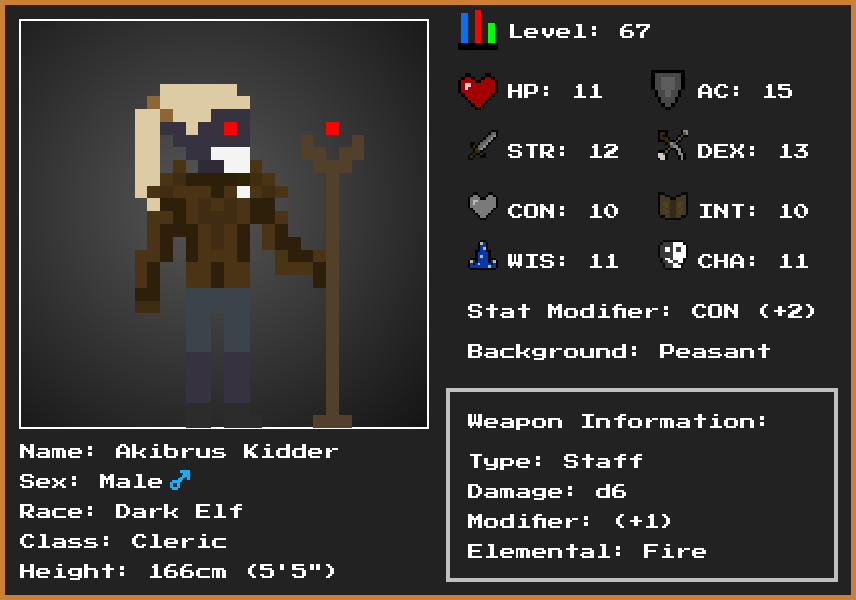 Level: 67
HP: 11
AC: 15
STR: 12
DEX: 13
CON: 10
INT: 10
WIS: 11
CHA: 11
Stat Modifier: CON (+2)
Background: Peasant
Weapon Information:
Type: Staff
Damage: d6
Modifier: (+1)
Elemental: Fire
Name: Akibrus Kidder
Sex: Male♂
Race: Dark Elf
Class: Cleric
Height: 166cm (5'5")